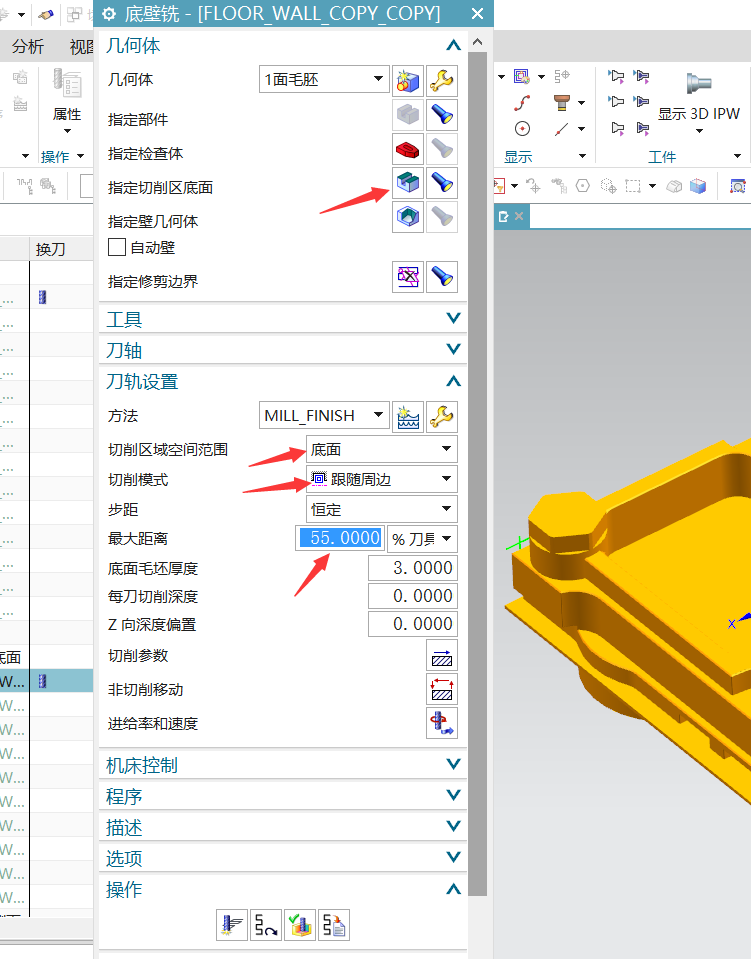 底壁铣 - [FLOOR_WALL_COPY_COPY]
分析
视图
属性
操作
换刀
底面
W...
W...
W...
W...
W...
W...
W...
W...
W...
W...
几何体
几何体 1面毛胚
指定部件
指定检查体
指定切削区底面
指定壁几何体
自动壁
指定修剪边界
工具
刀轴
刀轨设置
方法 MILL_FINISH
切削区域空间范围 底面
切削模式 跟随周边
步距 恒定
最大距离 55.0000 % 刀具
底面毛坯厚度 3.0000
每刀切削深度 0.0000
Z 向深度偏置 0.0000
切削参数
非切削移动
进给率和速度
机床控制
程序
描述
选项
操作
显示 3D IPW
显示
工件
X